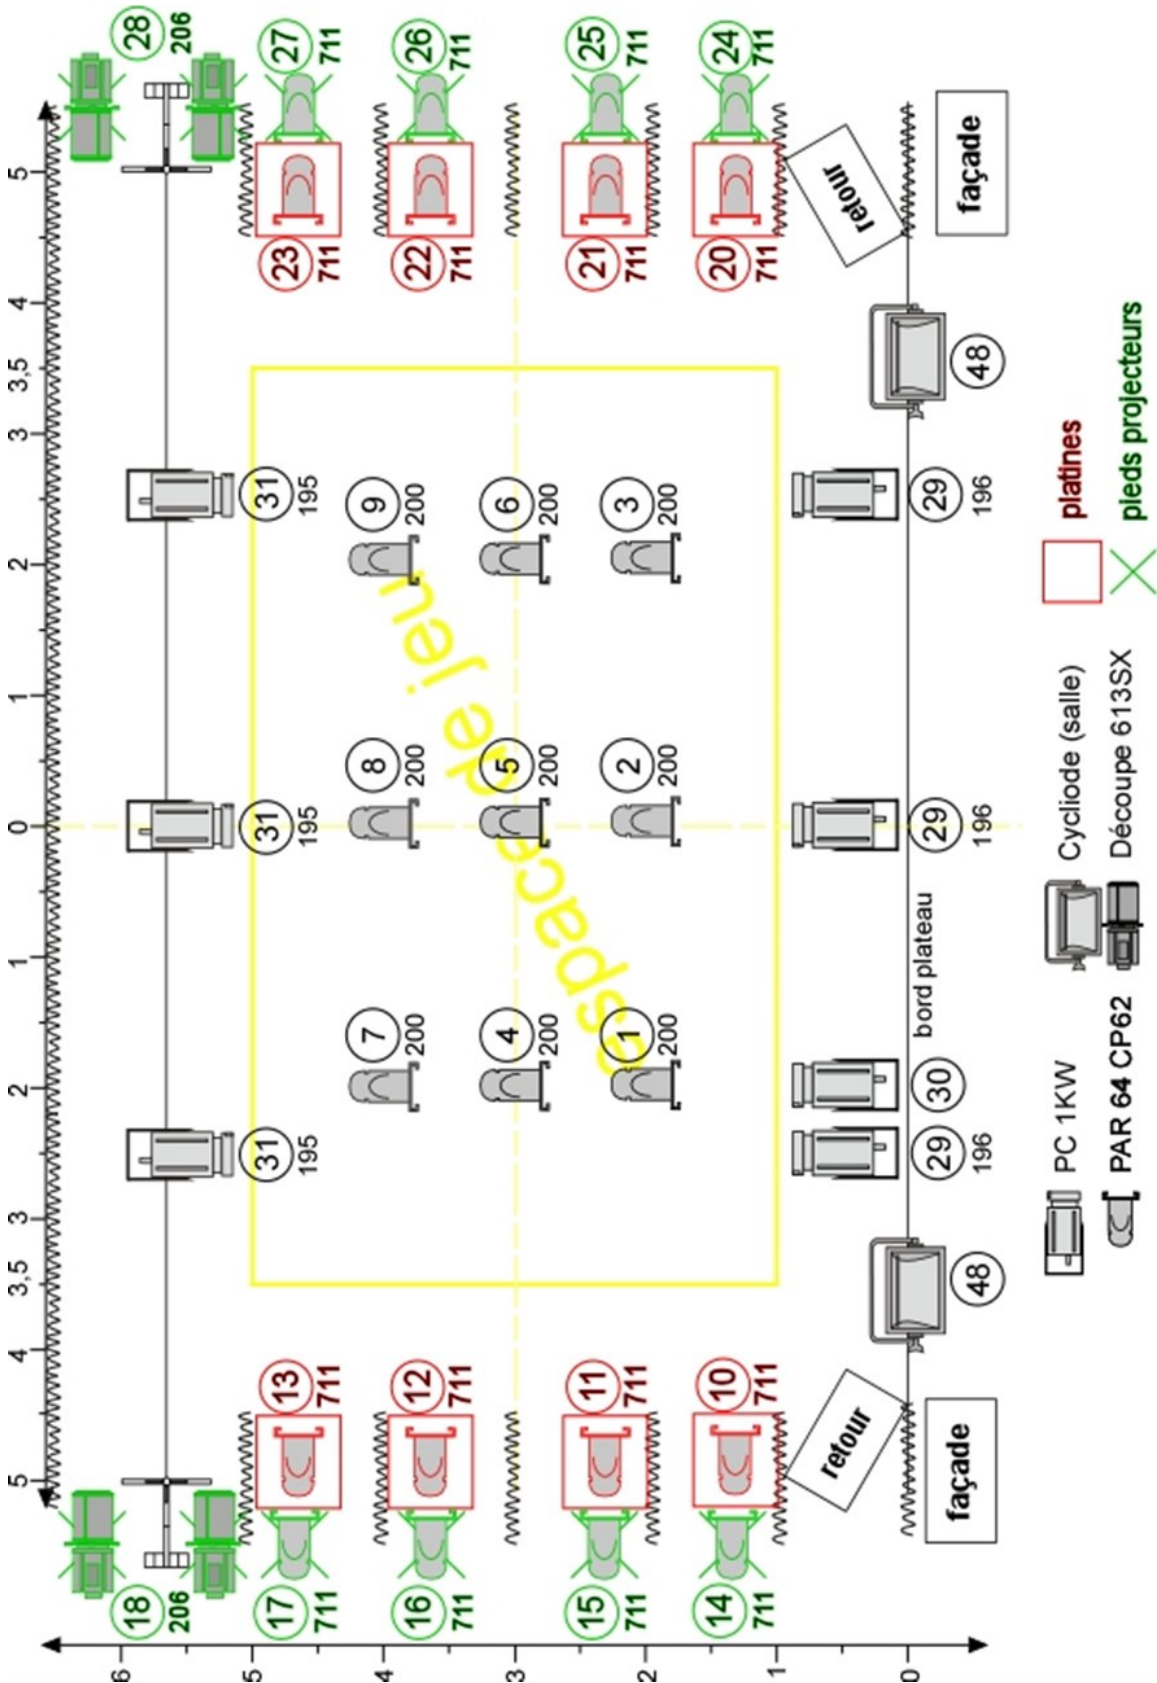 5 4 3,5 3 2 1 0 1 2 3 3,5 4 5
6
18 28
206 206
5
17 13 31 31 31 23 27
711 711 195 195 195 711 711
4
16 12 7 8 9 22 26
711 711 200 200 200 711 711
3
4 5 6
200 200 200
espace de jeu
15 11 21 25
711 711 711 711
2
1 2 3
200 200 200
14 10 20 24
711 711 711 711
1
retour retour
0
bord plateau
29 30 29 29
196 196 196
façade 48 48 façade
PC 1KW Cycliode (salle) platines
PAR 64 CP62 Découpe 613SX pieds projecteurs